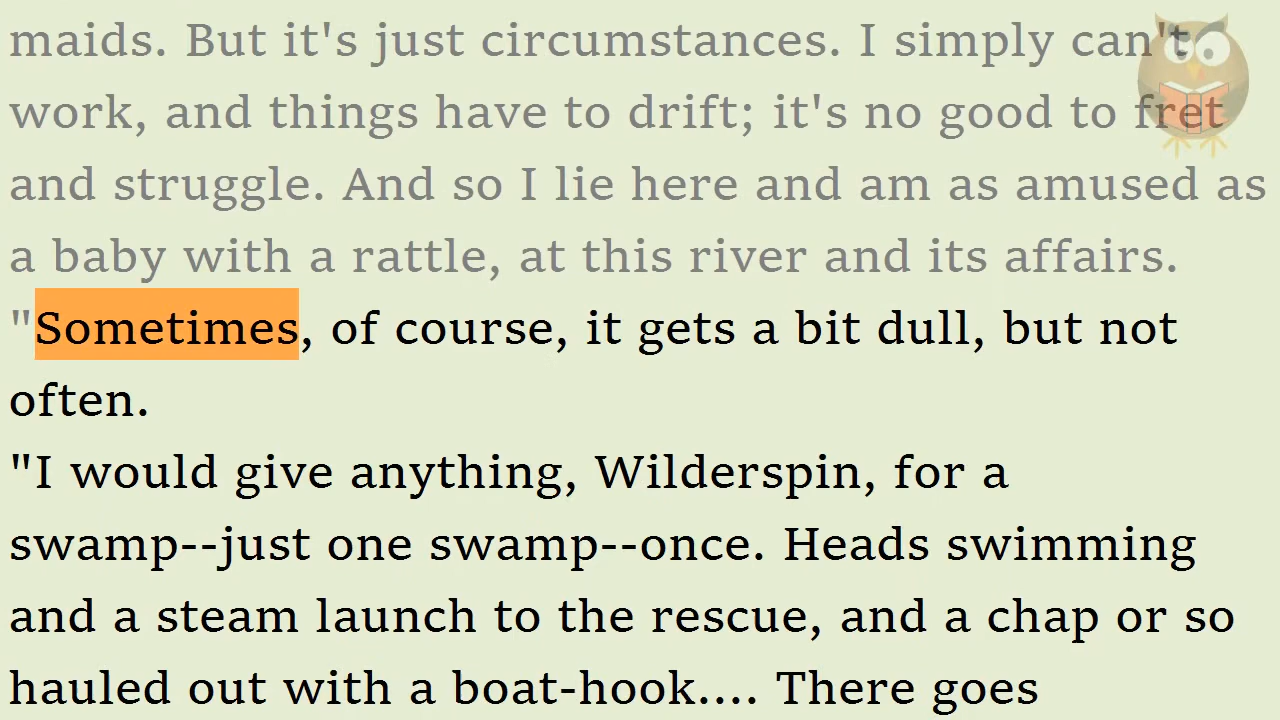 maids. But it's just circumstances. I simply can't
work, and things have to drift; it's no good to fret
and struggle. And so I lie here and am as amused as
a baby with a rattle, at this river and its affairs.
"Sometimes, of course, it gets a bit dull, but not
often.
"I would give anything, Wilderspin, for a
swamp--just one swamp--once. Heads swimming
and a steam launch to the rescue, and a chap or so
hauled out with a boat-hook.... There goes